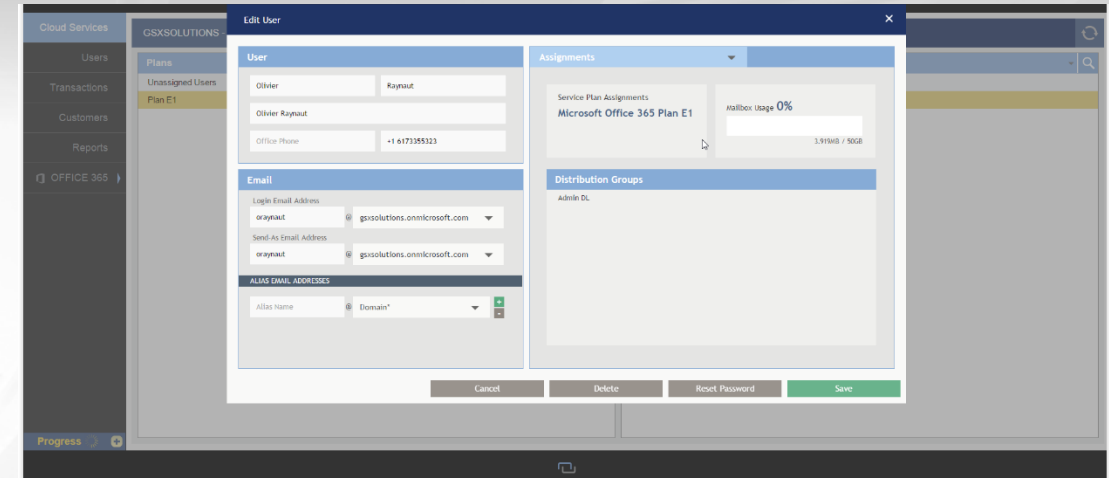 Edit User
×
Cloud Services
Users
Transactions
Customers
Reports
OFFICE 365
Progress
GSXSOLUTIONS -
Plans
Unassigned Users
Plan E1
User
Olivier
Raynaut
Olivier Raynaut
Office Phone
+1 6173355323
Email
Login Email Address
oraynaut @ gsxsolutions.onmicrosoft.com
Send-As Email Address
oraynaut @ gsxsolutions.onmicrosoft.com
ALIAS EMAIL ADDRESSES
Alias Name @ Domain*
+
-
Assignments
Service Plan Assignments
Microsoft Office 365 Plan E1
Mailbox Usage 0%
3.919MB / 50GB
Distribution Groups
Admin DL
Cancel
Delete
Reset Password
Save